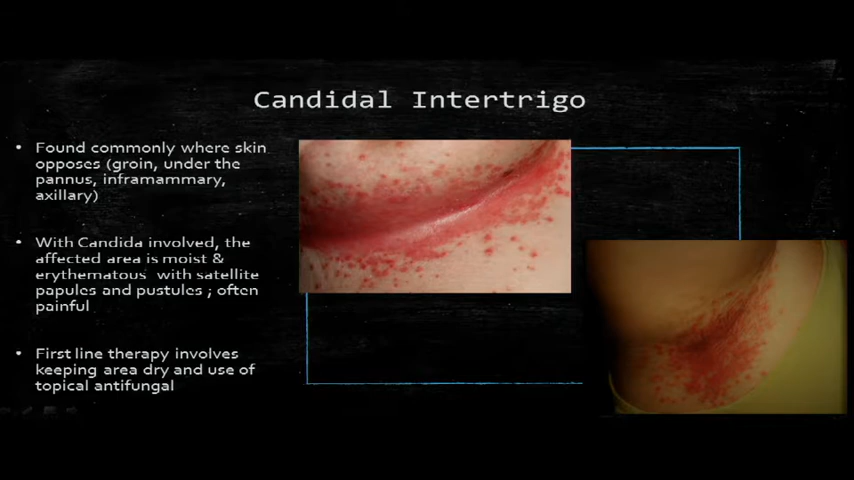 Candidal Intertrigo
• Found commonly where skin
opposes (groin, under the
pannus, inframammary,
axillary)
• With Candida involved, the
affected area is moist &
erythematous with satellite
papules and pustules ; often
painful
• First line therapy involves
keeping area dry and use of
topical antifungal